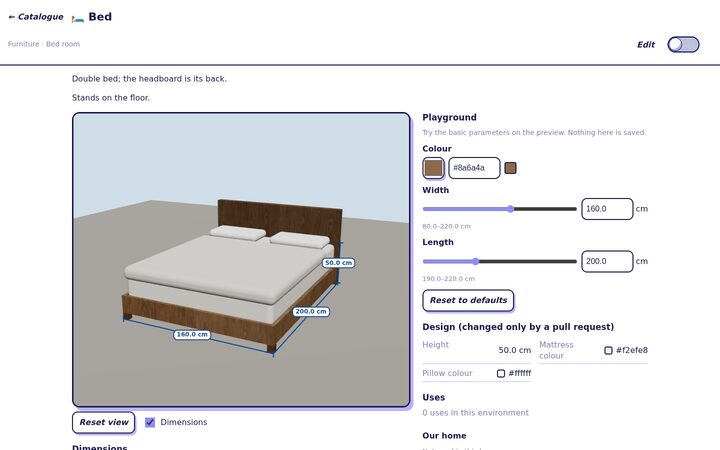 ← Catalogue Bed
Furniture · Bed room
Edit
Double bed; the headboard is its back.
Stands on the floor.
50.0 cm
200.0 cm
160.0 cm
Reset view
Dimensions
Dimensions
Playground
Try the basic parameters on the preview. Nothing here is saved.
Colour
#8a6a4a
Width
160.0 cm
80.0–220.0 cm
Length
200.0 cm
190.0–220.0 cm
Reset to defaults
Design (changed only by a pull request)
Height 50.0 cm
Mattress colour #f2efe8
Pillow colour #ffffff
Uses
0 uses in this environment
Our home